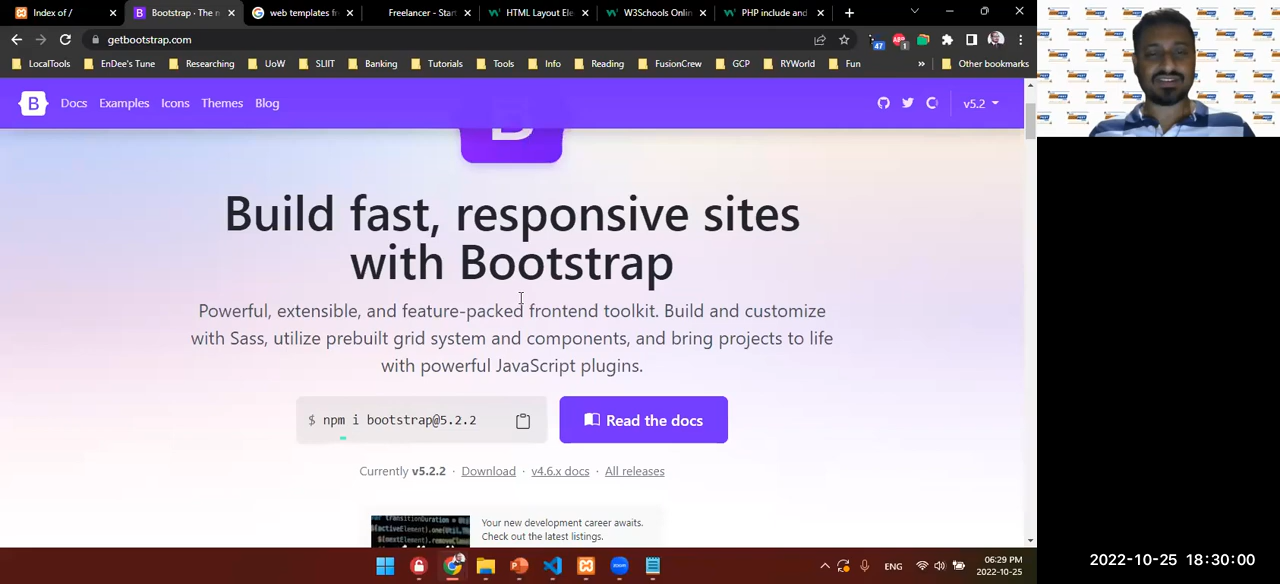 Index of /
Bootstrap · The n
web templates fr
Freelancer - Star
HTML Layout Ele
W3Schools Onlin
PHP include and
getbootstrap.com
47
1
LocalTools
EnDee's Tune
Researching
UoW
SLIIT
Tutorials
Info
Reading
FusionCrew
GCP
RYWorld
Fun
»
Other bookmarks
B
Docs
Examples
Icons
Themes
Blog
v5.2
Build fast, responsive sites
with Bootstrap
Powerful, extensible, and feature-packed frontend toolkit. Build and customize
with Sass, utilize prebuilt grid system and components, and bring projects to life
with powerful JavaScript plugins.
$ npm i bootstrap@5.2.2
Read the docs
Currently v5.2.2 · Download · v4.6.x docs · All releases
Your new development career awaits.
Check out the latest listings.
ENG
06:29 PM
2022-10-25
2022-10-25 18:30:00